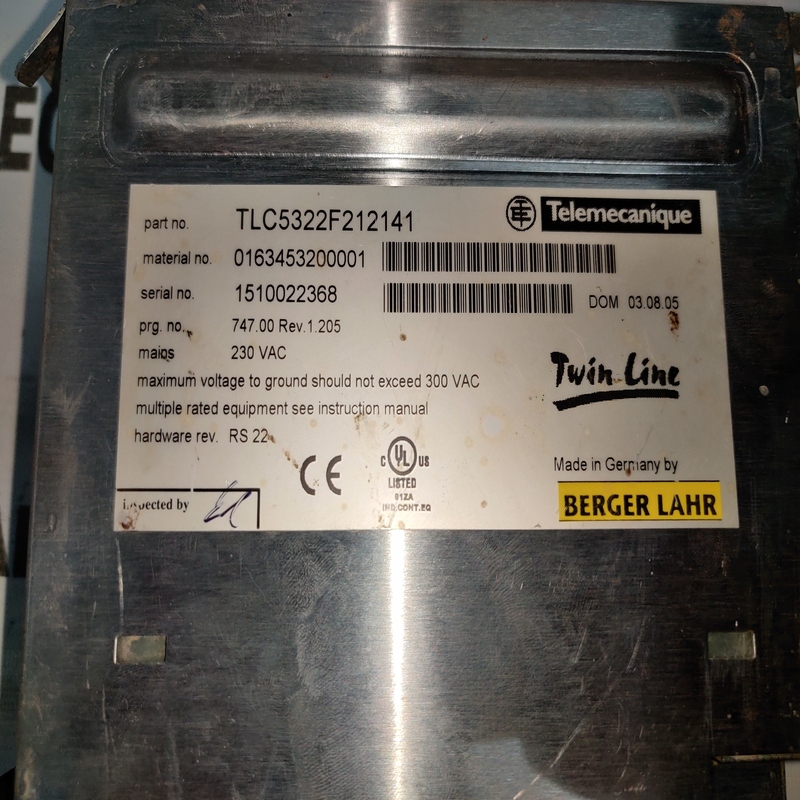 part no. TLC5322F212141
Telemecanique
material no. 0163453200001
serial no. 1510022368
DOM 03.08.05
prg. no. 747.00 Rev.1.205
mains 230 VAC
Twin Line
maximum voltage to ground should not exceed 300 VAC
multiple rated equipment see instruction manual
hardware rev. RS 22
CE
C UL US
LISTED
91ZA
IND.CONT.EQ
Made in Germany by
BERGER LAHR
inspected by